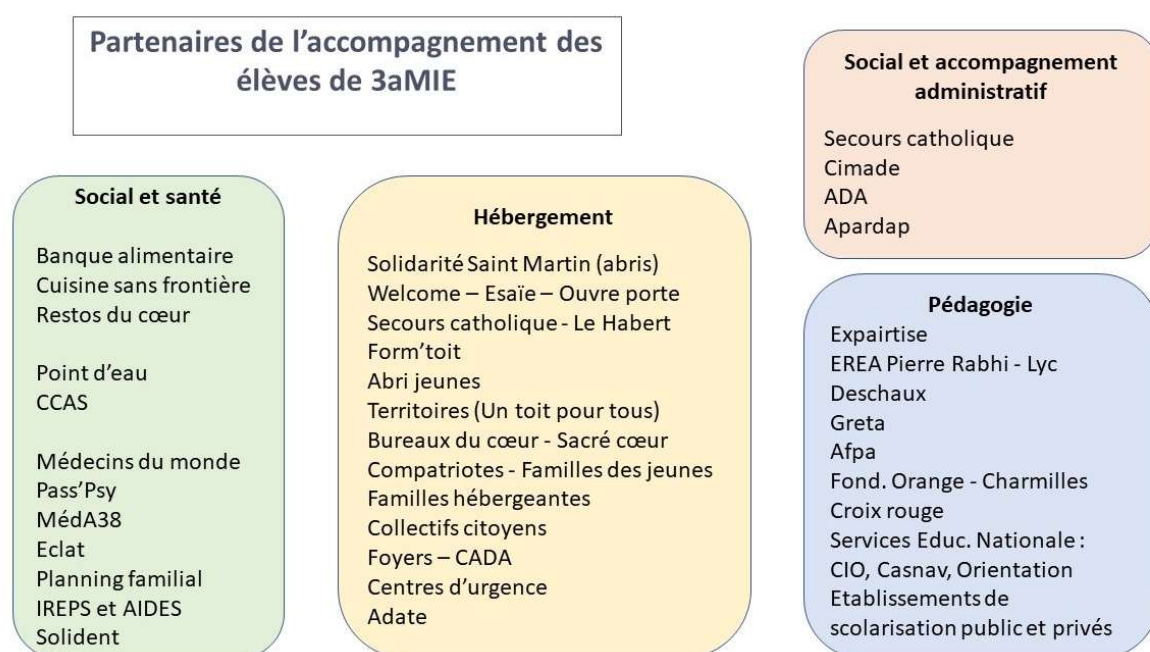 Partenaires de l’accompagnement des
élèves de 3aMIE
Social et santé
Banque alimentaire
Cuisine sans frontière
Restos du cœur
Point d’eau
CCAS
Médecins du monde
Pass’Psy
MédA38
Eclat
Planning familial
IREPS et AIDES
Solident
Hébergement
Solidarité Saint Martin (abris)
Welcome – Esaïe – Ouvre porte
Secours catholique - Le Habert
Form’toit
Abri jeunes
Territoires (Un toit pour tous)
Bureaux du cœur - Sacré cœur
Compatriotes - Familles des jeunes
Familles hébergeantes
Collectifs citoyens
Foyers – CADA
Centres d’urgence
Adate
Social et accompagnement
administratif
Secours catholique
Cimade
ADA
Apardap
Pédagogie
Expairtise
EREA Pierre Rabhi - Lyc
Deschaux
Greta
Afpa
Fond. Orange - Charmilles
Croix rouge
Services Educ. Nationale :
CIO, Casnav, Orientation
Etablissements de
scolarisation public et privés